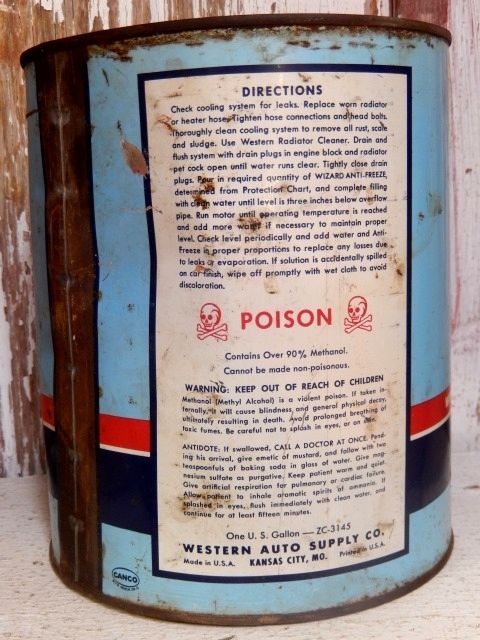 DIRECTIONS
Check cooling system for leaks. Replace worn radiator
or heater hose. Tighten hose connections and head bolts.
Thoroughly clean cooling system to remove all rust, scale
and sludge. Use Western Radiator Cleaner. Drain and
flush system with drain plugs in engine block and radiator
pet cock open until water runs clear. Tightly close drain
plugs. Pour in required quantity of WIZARD ANTI-FREEZE,
determined from Protection Chart, and complete filling
with clean water until level is three inches below overflow
pipe. Run motor until operating temperature is reached
and add more water if necessary to maintain proper
level. Check level periodically and add water and Anti-
Freeze in proper proportions to replace any losses due
to leaks or evaporation. If solution is accidentally spilled
on car finish, wipe off promptly with wet cloth to avoid
discoloration.
POISON
Contains Over 90% Methanol.
Cannot be made non-poisonous.
WARNING: KEEP OUT OF REACH OF CHILDREN
Methanol (Methyl Alcohol) is a violent poison. If taken in-
ternally, it will cause blindness and general physical decay,
ultimately resulting in death. Avoid prolonged breathing of
toxic fumes. Be careful not to splash in eyes, or on skin.
ANTIDOTE: If swallowed, CALL A DOCTOR AT ONCE. Pend-
ing his arrival, give emetic of mustard, and follow with two
teaspoonfuls of baking soda in glass of water. Give mag-
nesium sulfate as purgative. Keep patient warm and quiet.
Give artificial respiration for pulmonary or cardiac failure.
Allow patient to inhale aromatic spirits of ammonia. If
splashed in eyes, flush immediately with clean water, and
continue for at least fifteen minutes.
One U. S. Gallon — ZC-3145
WESTERN AUTO SUPPLY CO.
Made in U.S.A. KANSAS CITY, MO. Printed in U.S.A.
CANCO